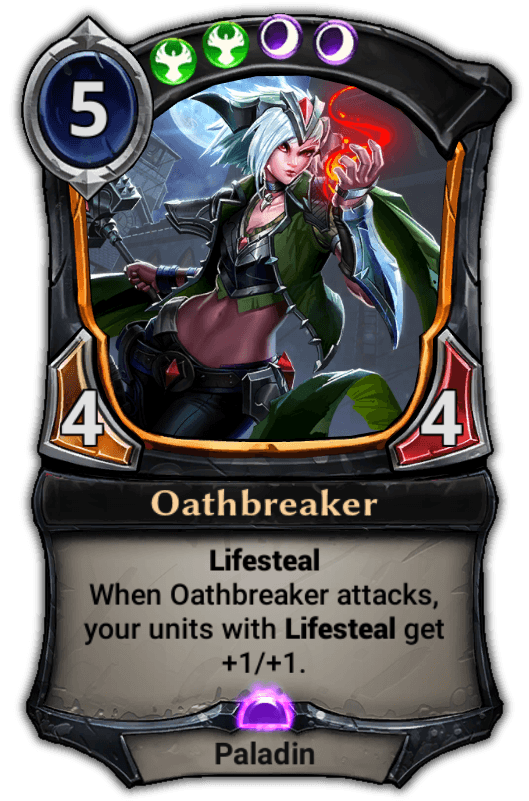 5
4
4
Oathbreaker
Lifesteal
When Oathbreaker attacks,
your units with Lifesteal get
+1/+1.
Paladin